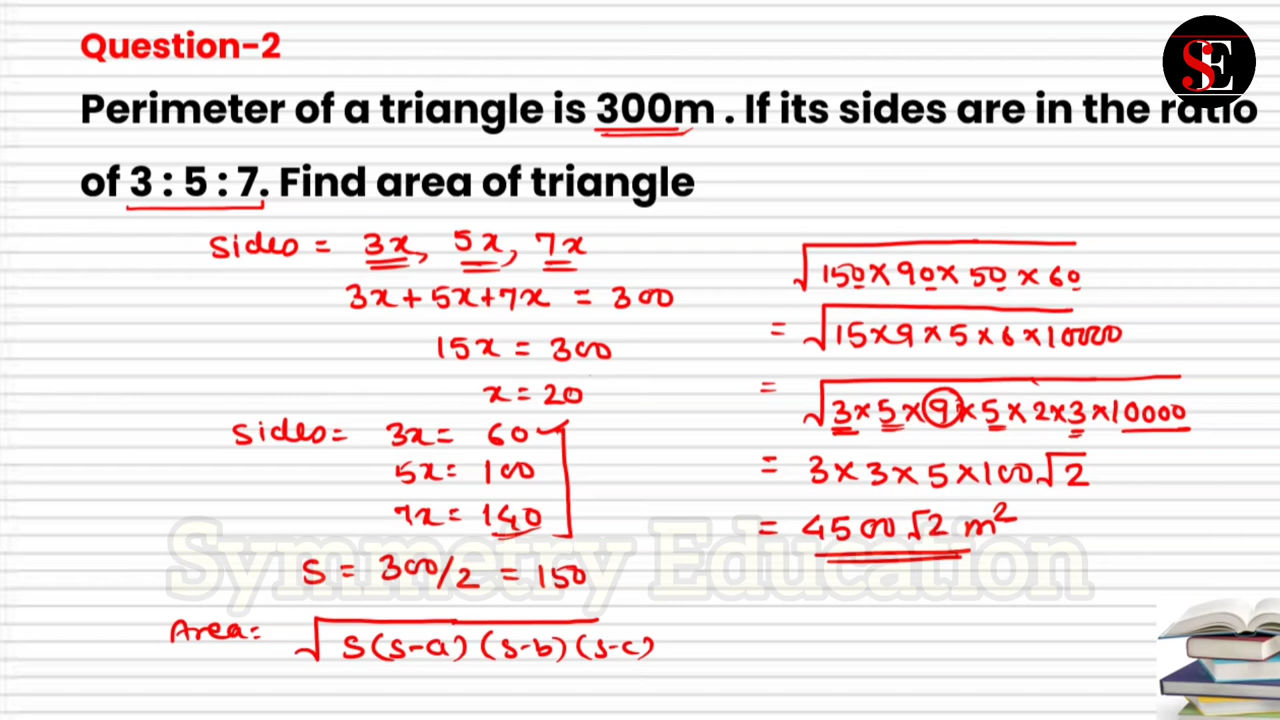 Question-2
SE
Perimeter of a triangle is 300m . If its sides are in the ratio
of 3 : 5 : 7. Find area of triangle
Sides = 3x, 5x, 7x
3x + 5x + 7x = 300
15x = 300
x = 20
Sides = 3x = 60
5x = 100
7x = 140
S = 300/2 = 150
Area = √S(s-a)(s-b)(s-c)
√150 × 90 × 50 × 60
= √15 × 9 × 5 × 6 × 10000
= √3 × 5 × 9 × 5 × 2 × 3 × 10000
= 3 × 3 × 5 × 100√2
= 4500√2 m²
Symmetry Education